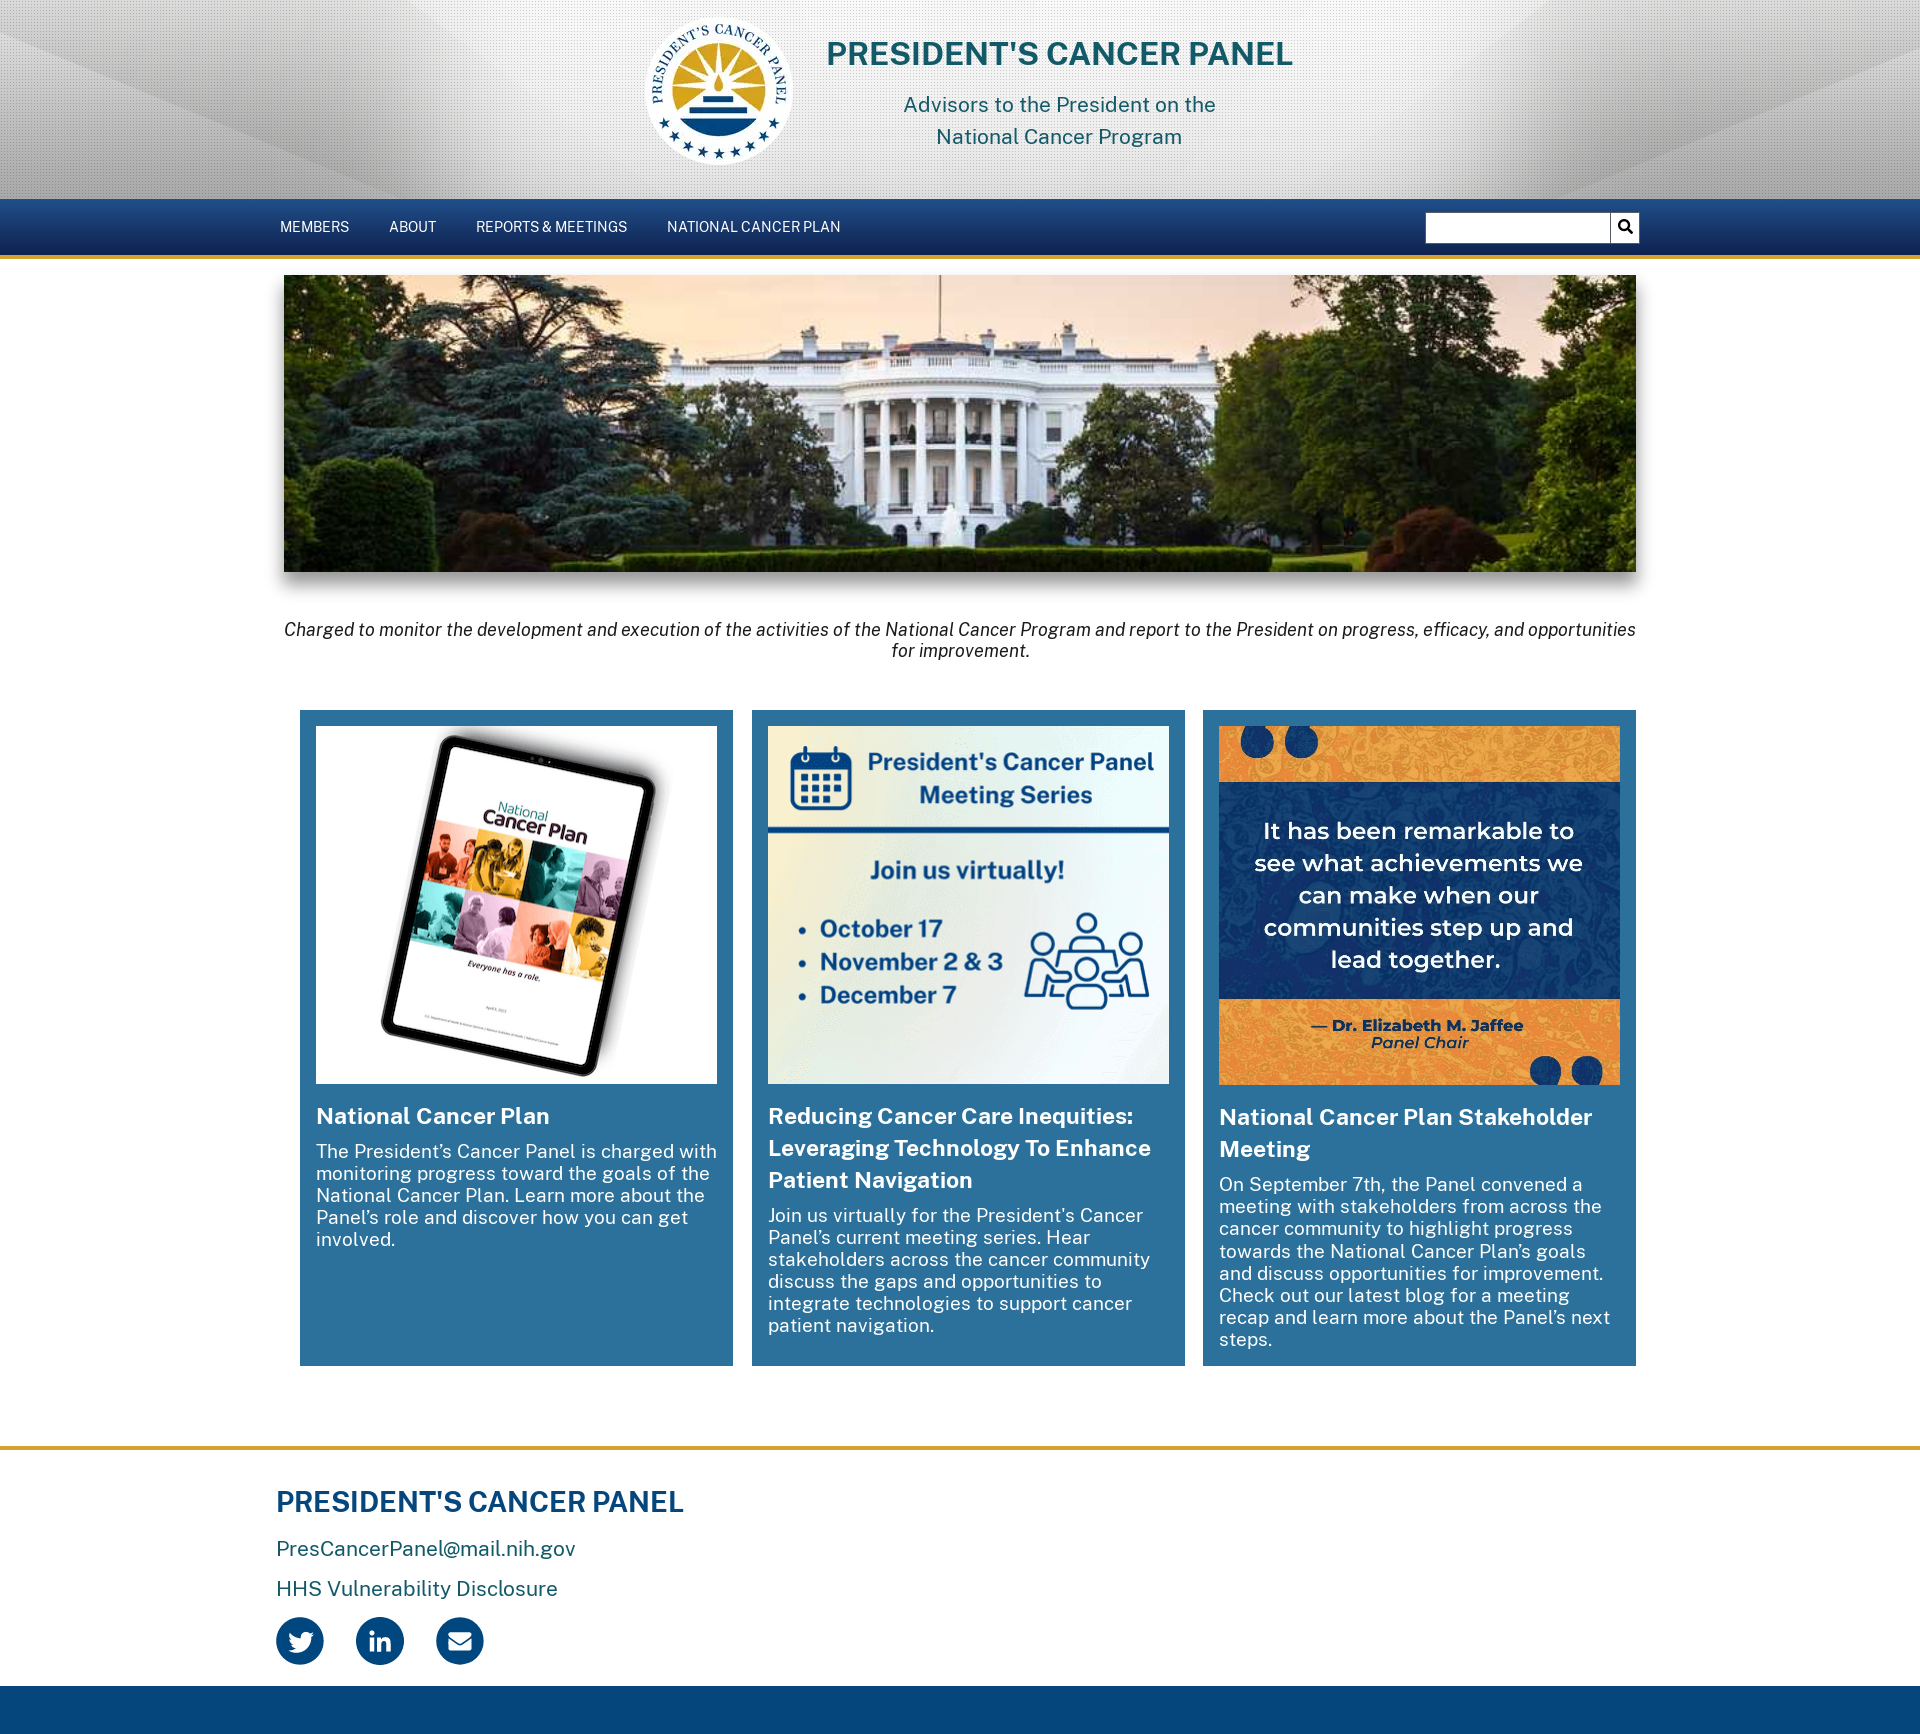 PRESIDENT'S CANCER PANEL
PRESIDENT'S CANCER PANEL
Advisors to the President on the
National Cancer Program
MEMBERS
ABOUT
REPORTS & MEETINGS
NATIONAL CANCER PLAN
Charged to monitor the development and execution of the activities of the National Cancer Program and report to the President on progress, efficacy, and opportunities
for improvement.
National
Cancer Plan
Everyone has a role.
National Cancer Plan
The President’s Cancer Panel is charged with
monitoring progress toward the goals of the
National Cancer Plan. Learn more about the
Panel’s role and discover how you can get
involved.
President's Cancer Panel
Meeting Series
Join us virtually!
• October 17
• November 2 & 3
• December 7
Reducing Cancer Care Inequities:
Leveraging Technology To Enhance
Patient Navigation
Join us virtually for the President's Cancer
Panel’s current meeting series. Hear
stakeholders across the cancer community
discuss the gaps and opportunities to
integrate technologies to support cancer
patient navigation.
It has been remarkable to
see what achievements we
can make when our
communities step up and
lead together.
— Dr. Elizabeth M. Jaffee
Panel Chair
National Cancer Plan Stakeholder
Meeting
On September 7th, the Panel convened a
meeting with stakeholders from across the
cancer community to highlight progress
towards the National Cancer Plan’s goals
and discuss opportunities for improvement.
Check out our latest blog for a meeting
recap and learn more about the Panel’s next
steps.
PRESIDENT'S CANCER PANEL
PresCancerPanel@mail.nih.gov
HHS Vulnerability Disclosure